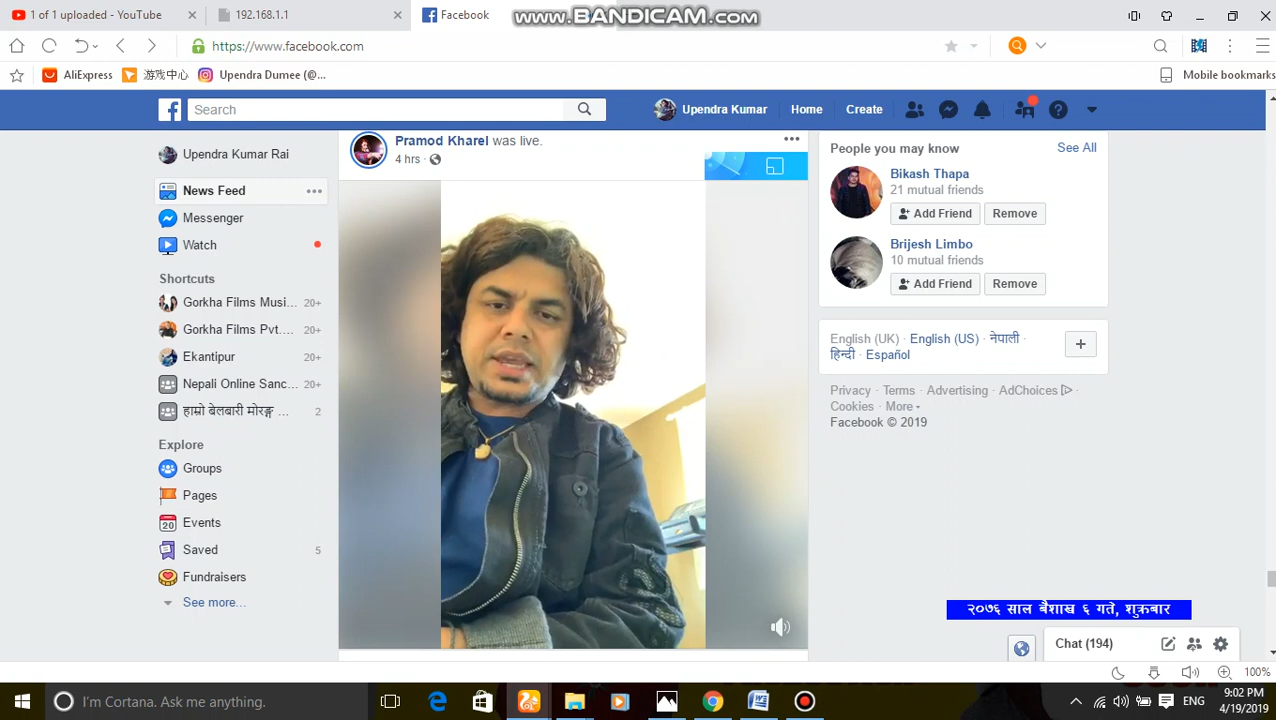 1 of 1 uploaded - YouTube
192.168.1.1
Facebook
www.BANDICAM.com
https://www.facebook.com
AliExpress
游戏中心
Upendra Dumee (@...
Mobile bookmarks
Search
Upendra Kumar
Home
Create
Upendra Kumar Rai
News Feed
Messenger
Watch
Shortcuts
Gorkha Films Musi... 20+
Gorkha Films Pvt.... 20+
Ekantipur 20+
Nepali Online Sanc... 20+
हाम्रो बेलबारी मोरङ्ग ... 2
Explore
Groups
Pages
Events
Saved 5
Fundraisers
See more...
Pramod Kharel was live.
4 hrs ·
People you may know See All
Bikash Thapa
21 mutual friends
Add Friend Remove
Brijesh Limbo
10 mutual friends
Add Friend Remove
English (UK) · English (US) · नेपाली ·
हिन्दी · Español
Privacy · Terms · Advertising · AdChoices ·
Cookies · More
Facebook © 2019
२०७६ साल बैशाख ६ गते, शुक्रबार
Chat (194)
100%
I'm Cortana. Ask me anything.
ENG
9:02 PM
4/19/2019